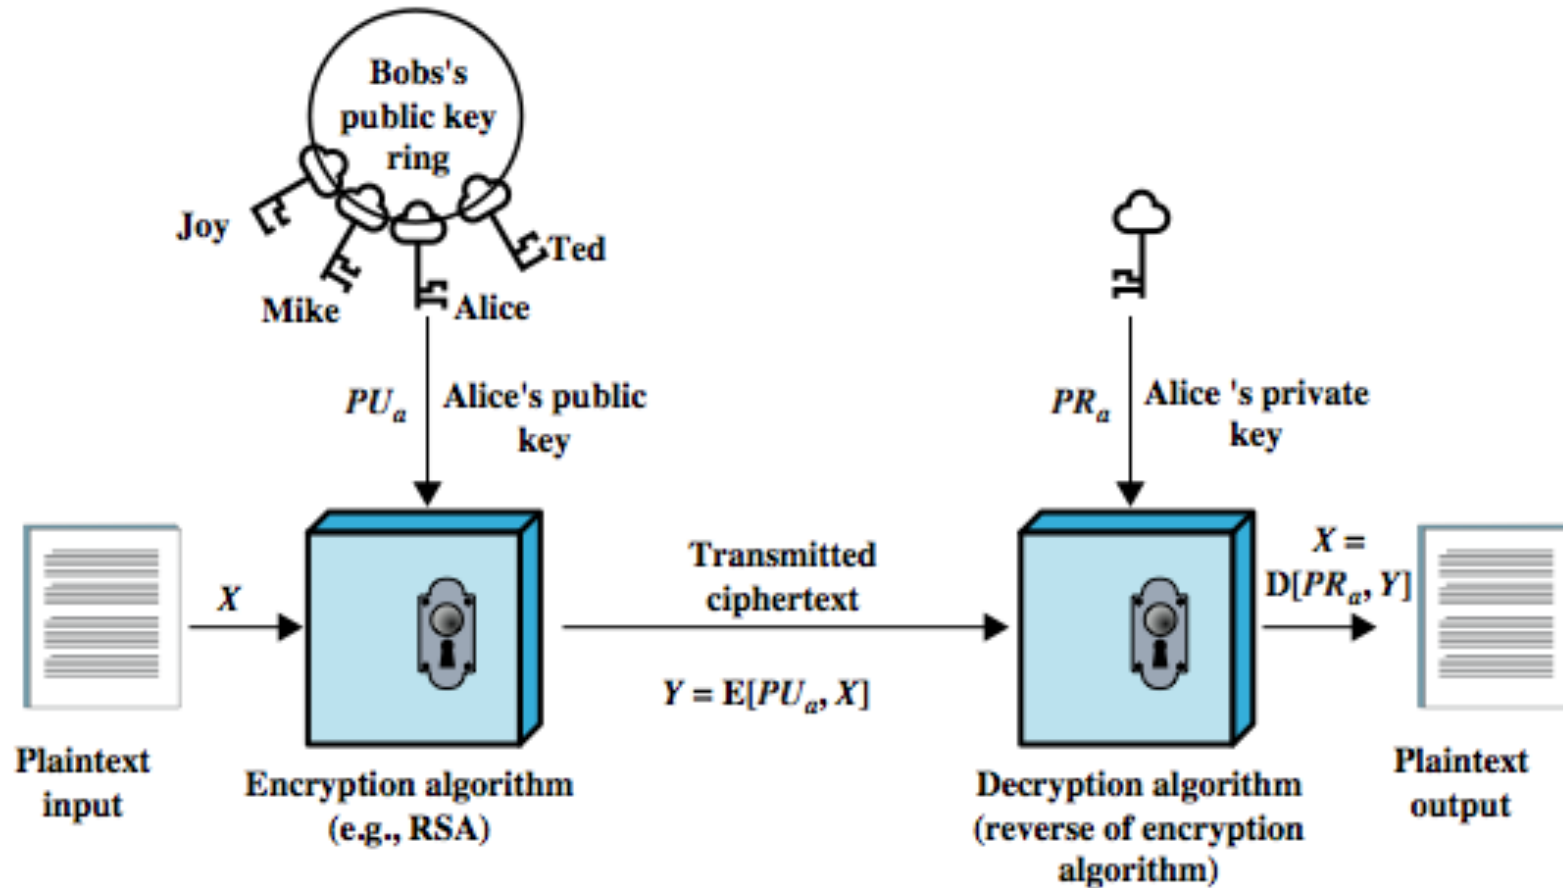 Bobs's
public key
ring
Joy
Ted
Mike
Alice
PUa
Alice's public
key
PRa
Alice 's private
key
X
Transmitted
ciphertext
X =
D[PRa, Y]
Y = E[PUa, X]
Plaintext
input
Encryption algorithm
(e.g., RSA)
Decryption algorithm
(reverse of encryption
algorithm)
Plaintext
output